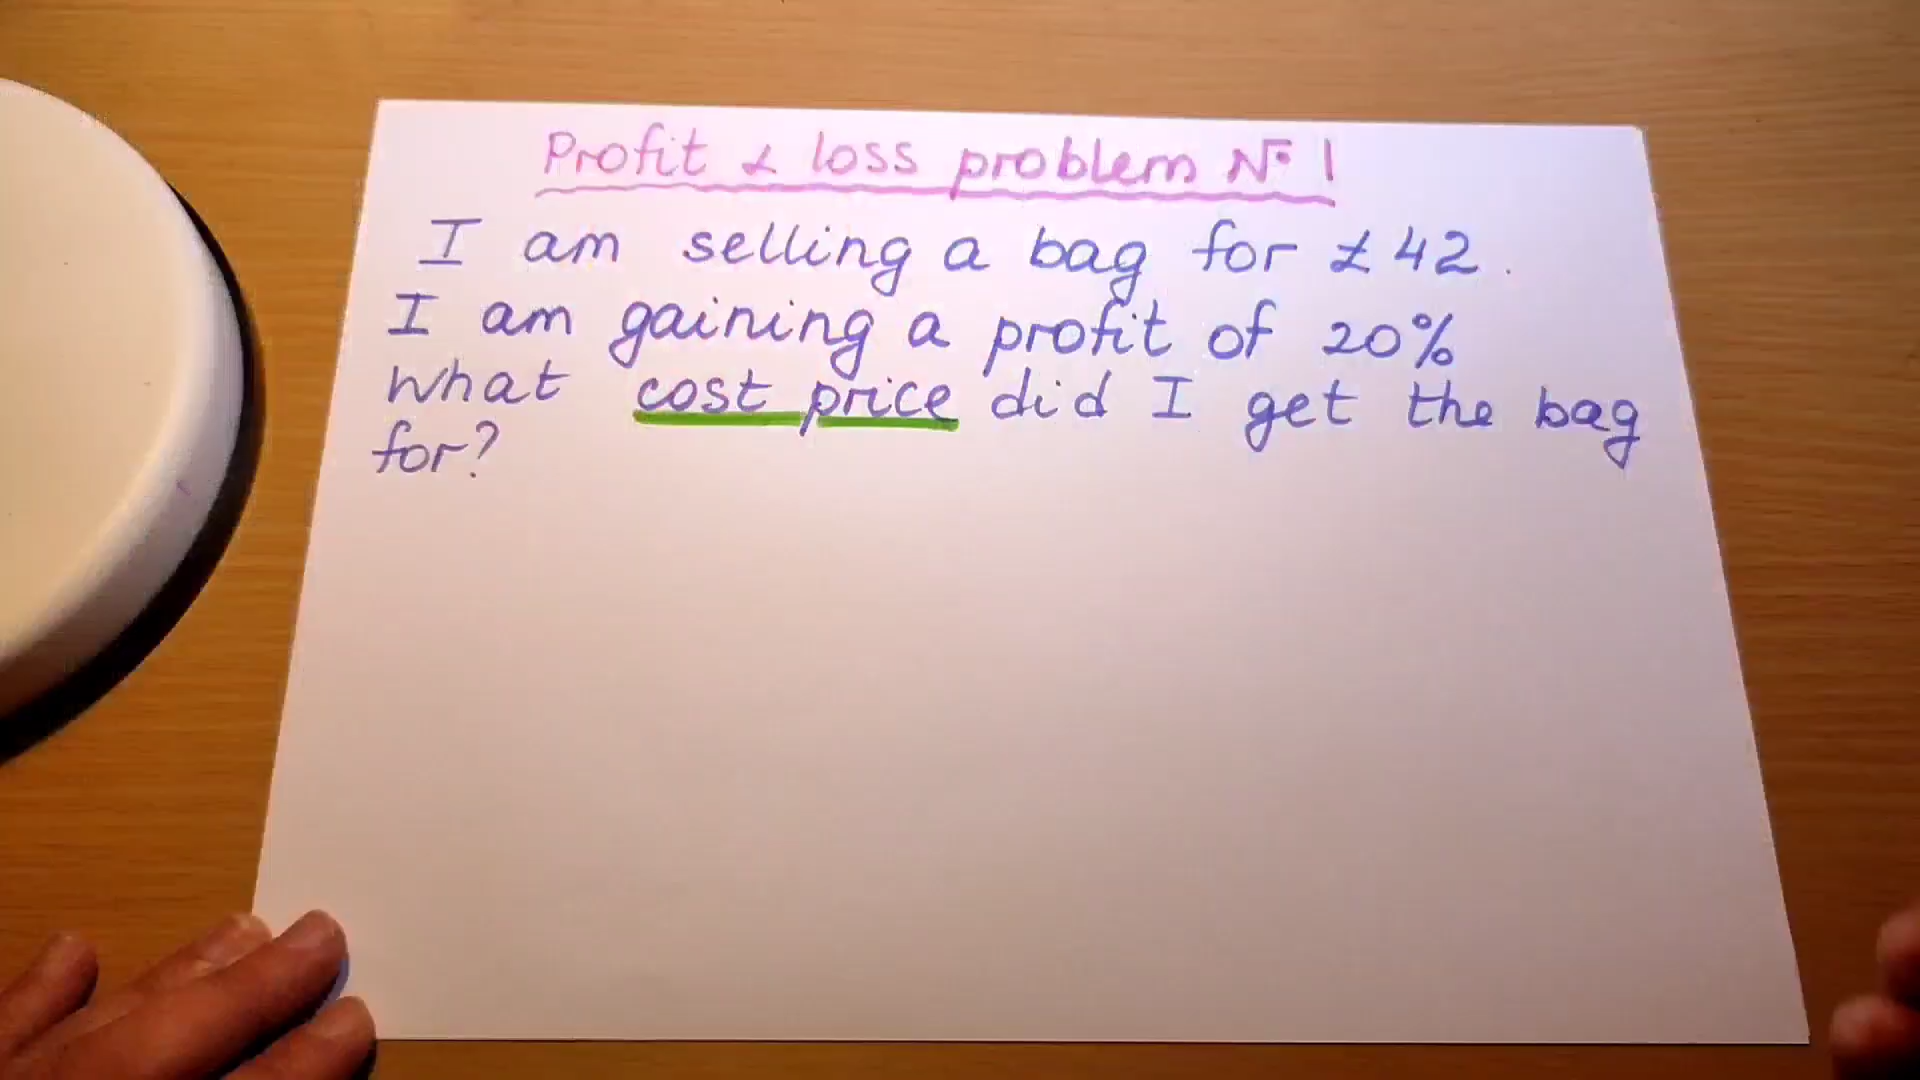 Profit & loss problem №. 1
I am selling a bag for £42.
I am gaining a profit of 20%
What cost price did I get the bag
for?